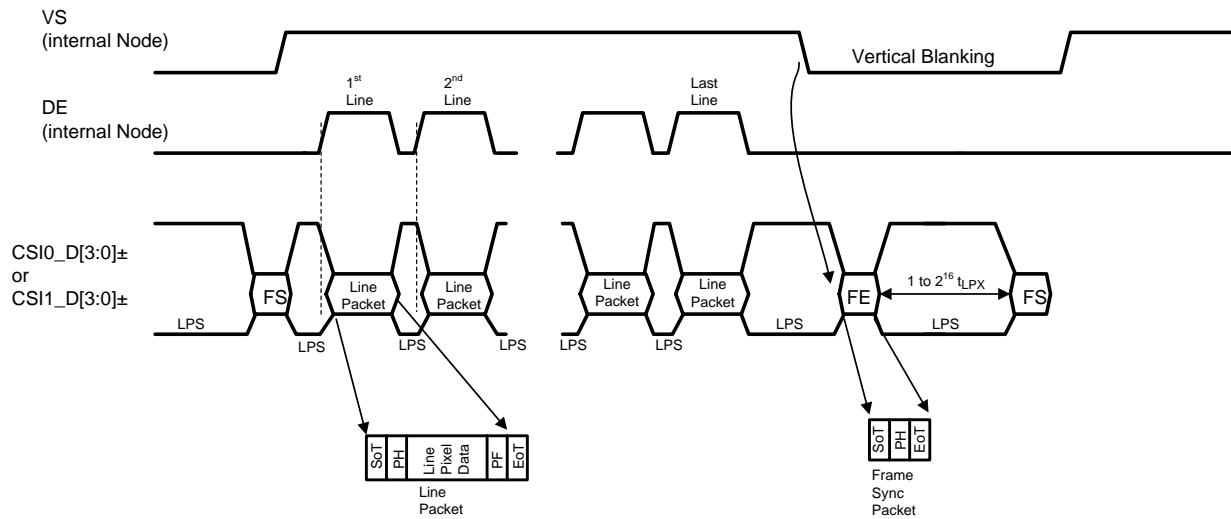 VS
(internal Node)
Vertical Blanking
1st
Line
2nd
Line
Last
Line
DE
(internal Node)
CSI0_D[3:0]±
or
CSI1_D[3:0]±
FS
Line
Packet
Line
Packet
Line
Packet
Line
Packet
FE
1 to 2^16 tLPX
FS
LPS
LPS
LPS
LPS
LPS
LPS
LPS
LPS
SoT
PH
Line
Pixel
Data
PF
EoT
Line
Packet
SoT
PH
EoT
Frame
Sync
Packet